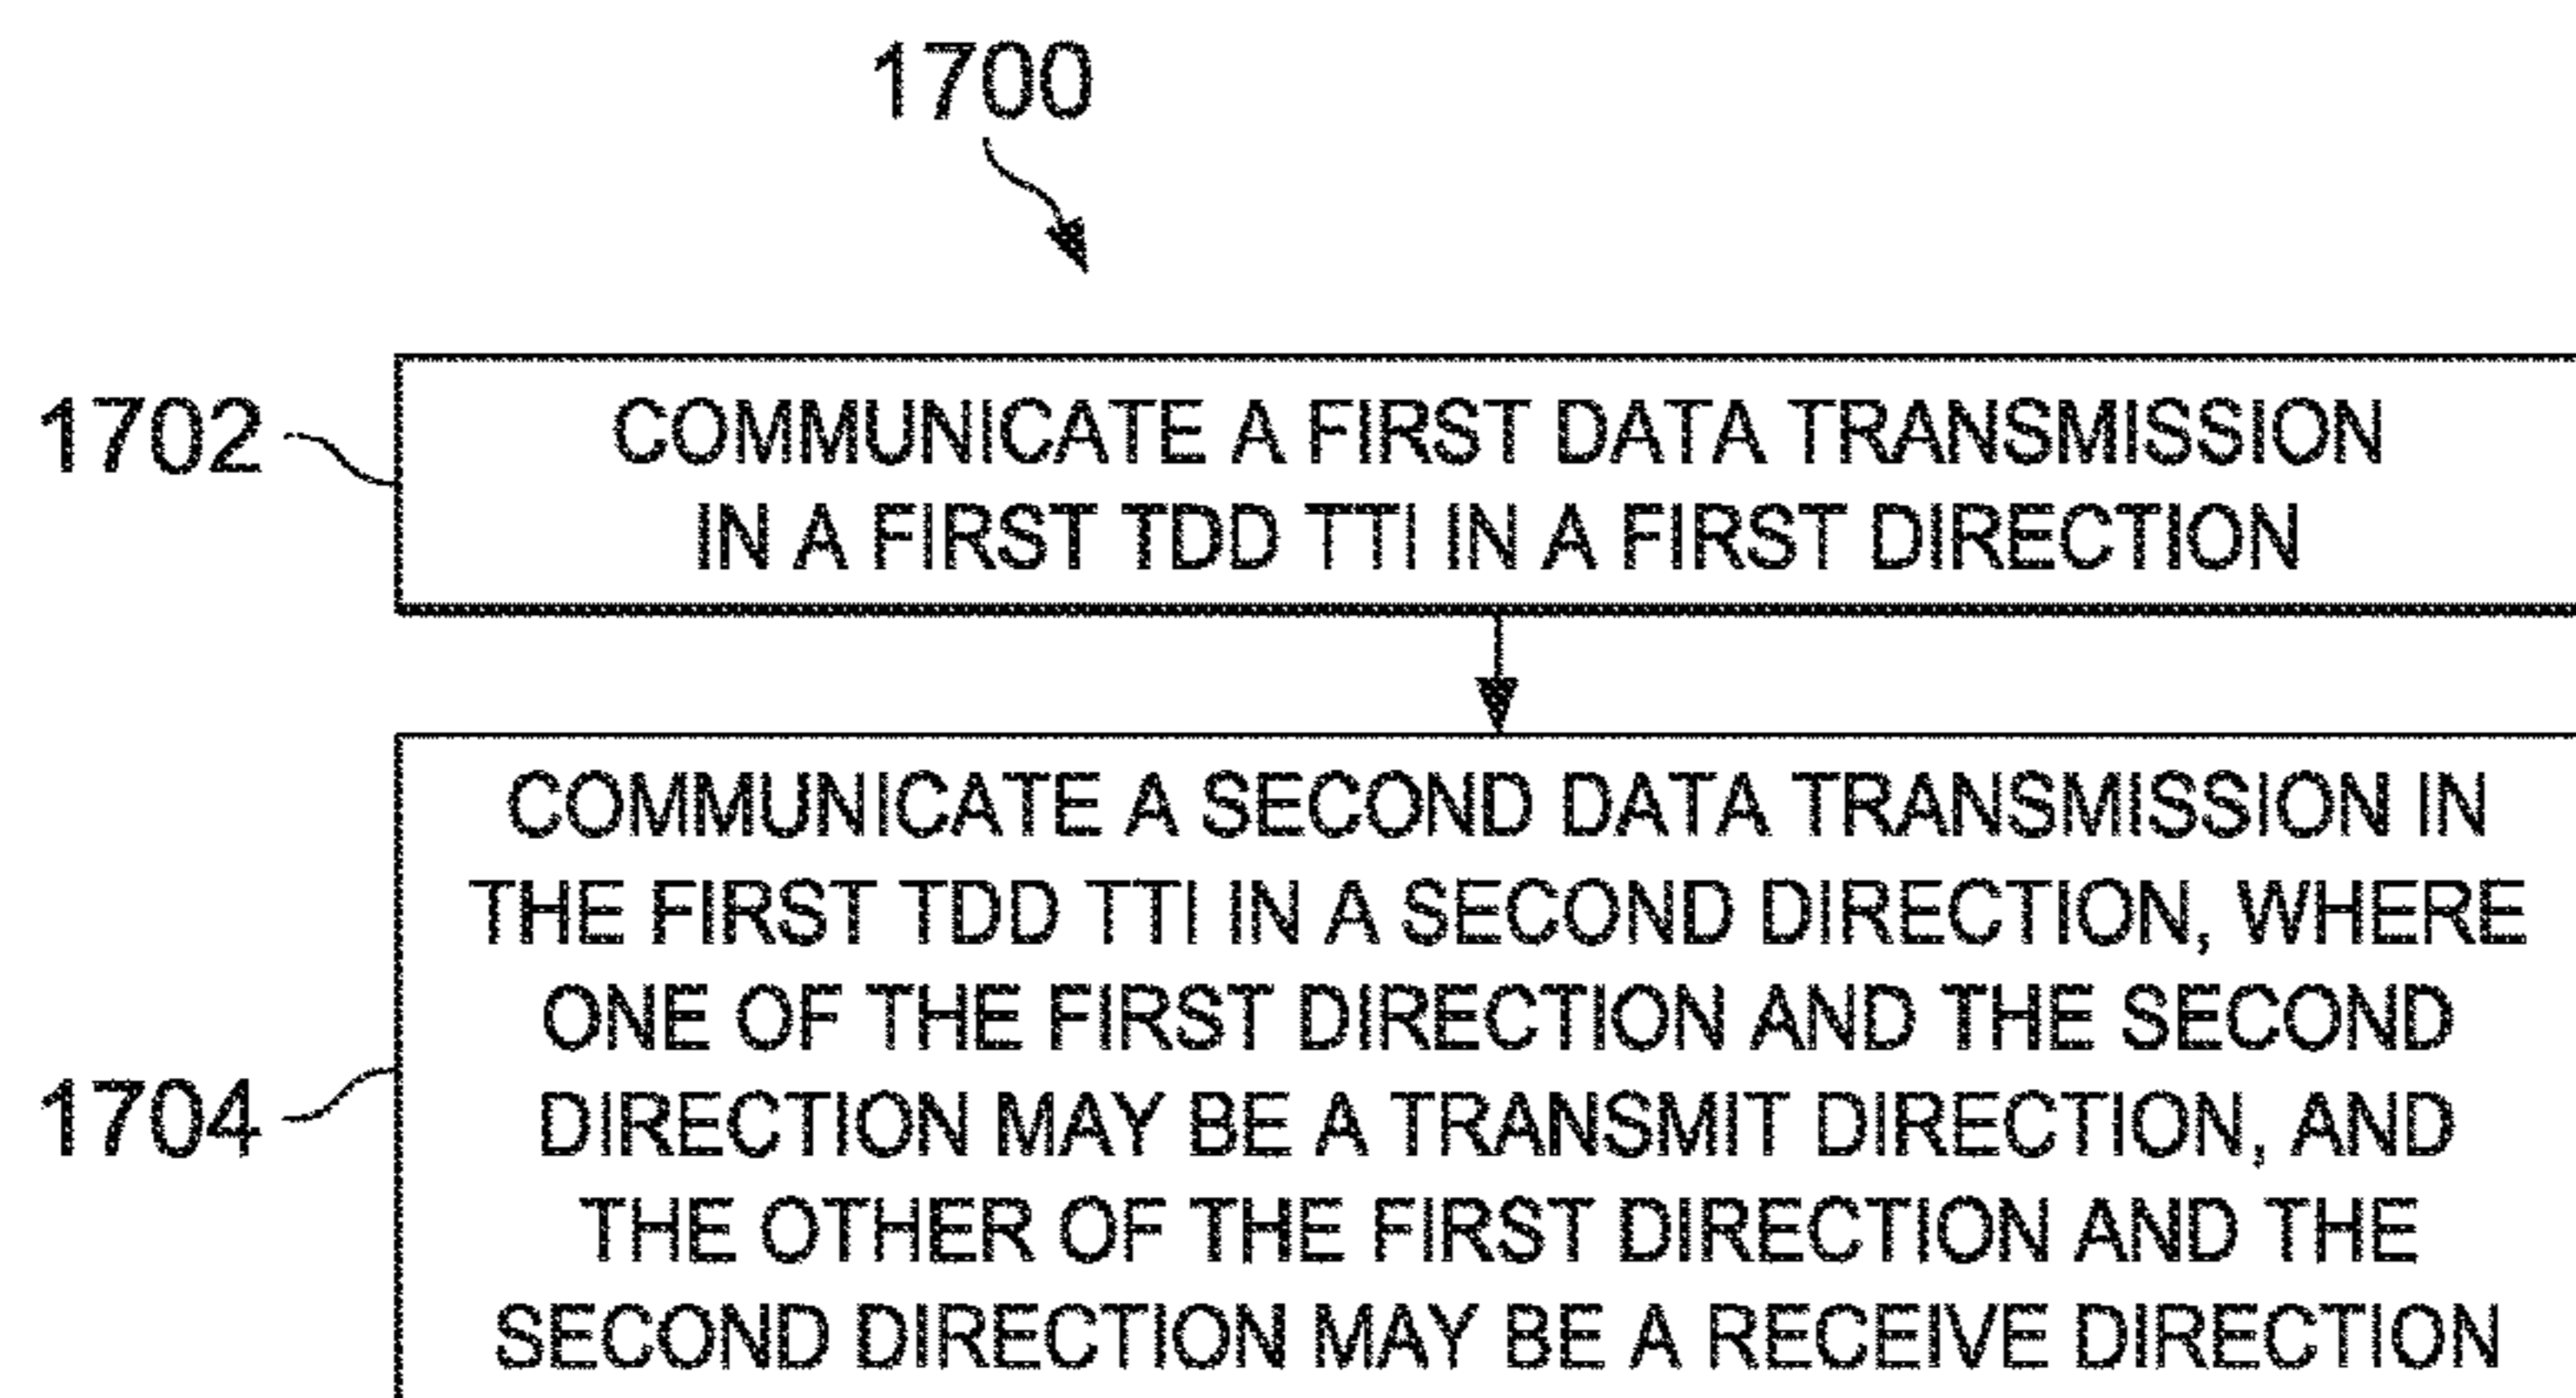 1700
1702
COMMUNICATE A FIRST DATA TRANSMISSION
IN A FIRST TDD TTI IN A FIRST DIRECTION
COMMUNICATE A SECOND DATA TRANSMISSION IN
THE FIRST TDD TTI IN A SECOND DIRECTION, WHERE
ONE OF THE FIRST DIRECTION AND THE SECOND
1704
DIRECTION MAY BE A TRANSMIT DIRECTION, AND
THE OTHER OF THE FIRST DIRECTION AND THE
SECOND DIRECTION MAY BE A RECEIVE DIRECTION